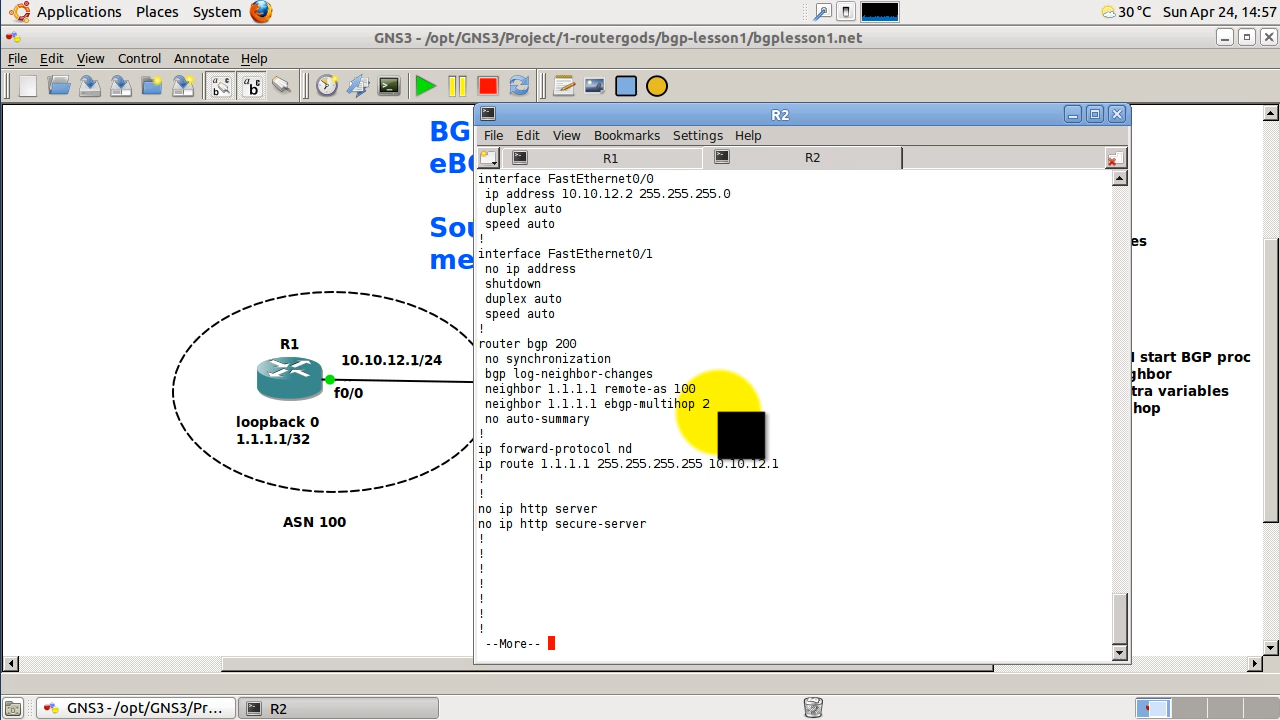 Applications Places System
30 °C Sun Apr 24, 14:57
GNS3 - /opt/GNS3/Project/1-routergods/bgp-lesson1/bgplesson1.net
File Edit View Control Annotate Help
BG
eBG
Sou
me
R1
10.10.12.1/24
f0/0
loopback 0
1.1.1.1/32
ASN 100
R2
File Edit View Bookmarks Settings Help
R1
R2
interface FastEthernet0/0
ip address 10.10.12.2 255.255.255.0
duplex auto
speed auto
!
interface FastEthernet0/1
no ip address
shutdown
duplex auto
speed auto
!
router bgp 200
no synchronization
bgp log-neighbor-changes
neighbor 1.1.1.1 remote-as 100
neighbor 1.1.1.1 ebgp-multihop 2
no auto-summary
!
ip forward-protocol nd
ip route 1.1.1.1 255.255.255.255 10.10.12.1
!
!
no ip http server
no ip http secure-server
!
!
!
!
!
!
!
--More--
es
start BGP proc
ghbor
tra variables
hop
GNS3 - /opt/GNS3/Pr...
R2